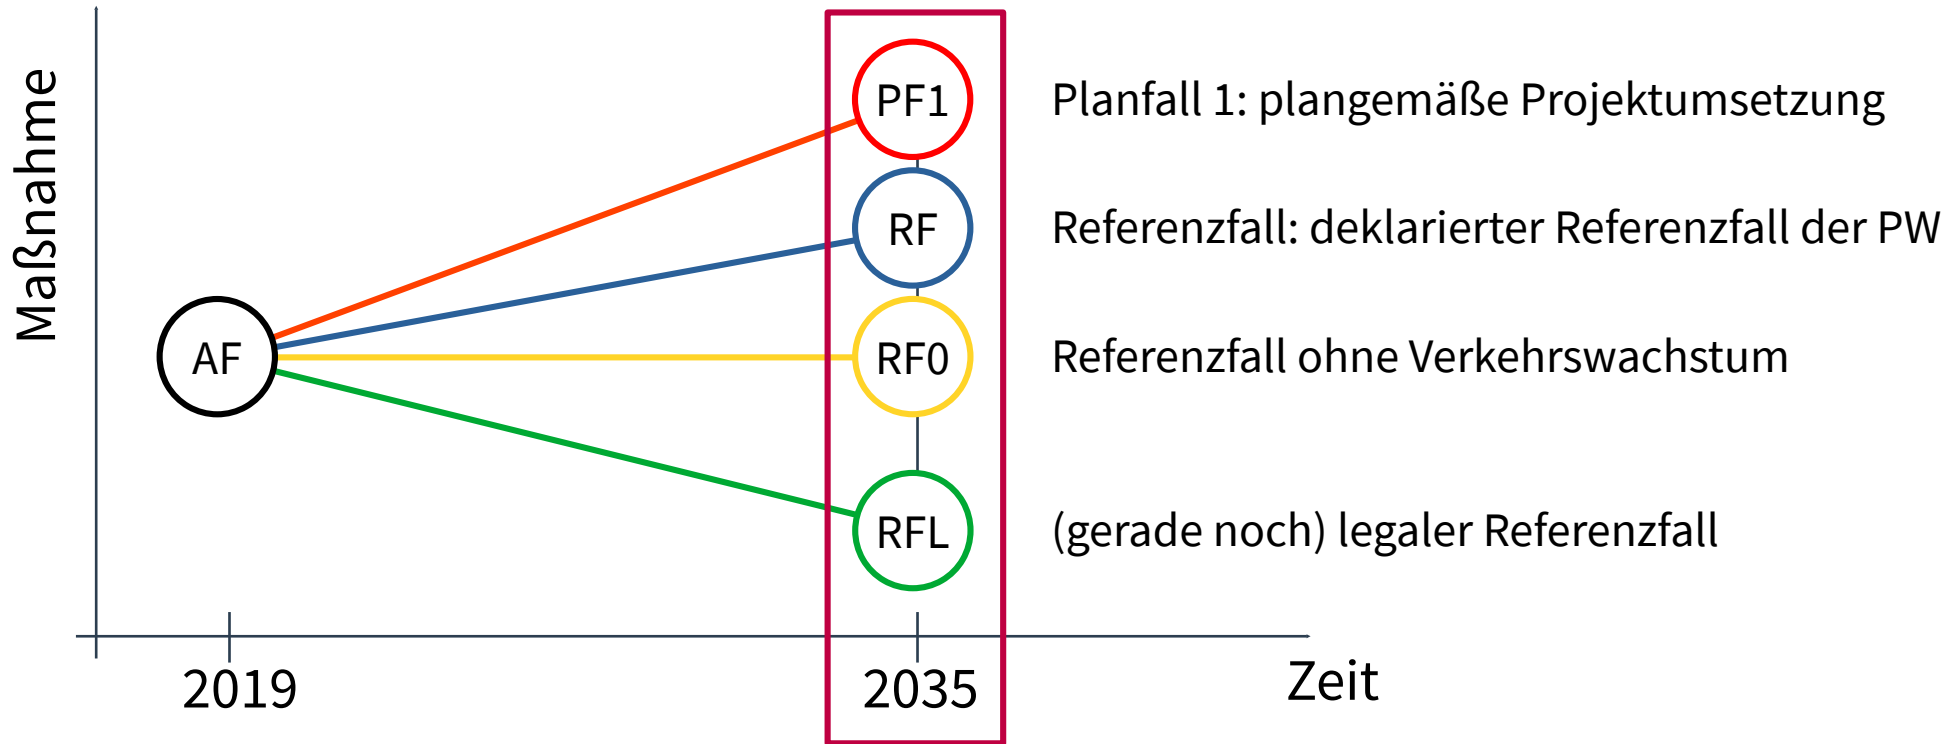 Maßnahme
PF1 Planfall 1: plangemäße Projektumsetzung
RF Referenzfall: deklarierter Referenzfall der PW
AF
RF0 Referenzfall ohne Verkehrswachstum
RFL (gerade noch) legaler Referenzfall
2019 2035 Zeit